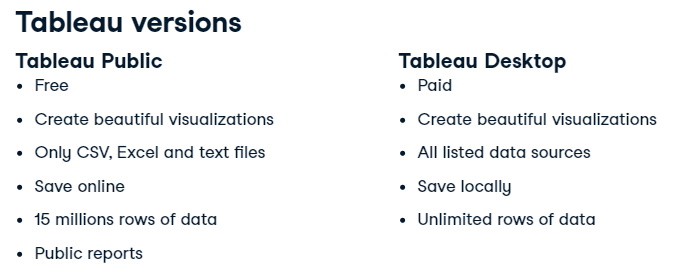 Tableau versions
Tableau Public
• Free
• Create beautiful visualizations
• Only CSV, Excel and text files
• Save online
• 15 millions rows of data
• Public reports
Tableau Desktop
• Paid
• Create beautiful visualizations
• All listed data sources
• Save locally
• Unlimited rows of data